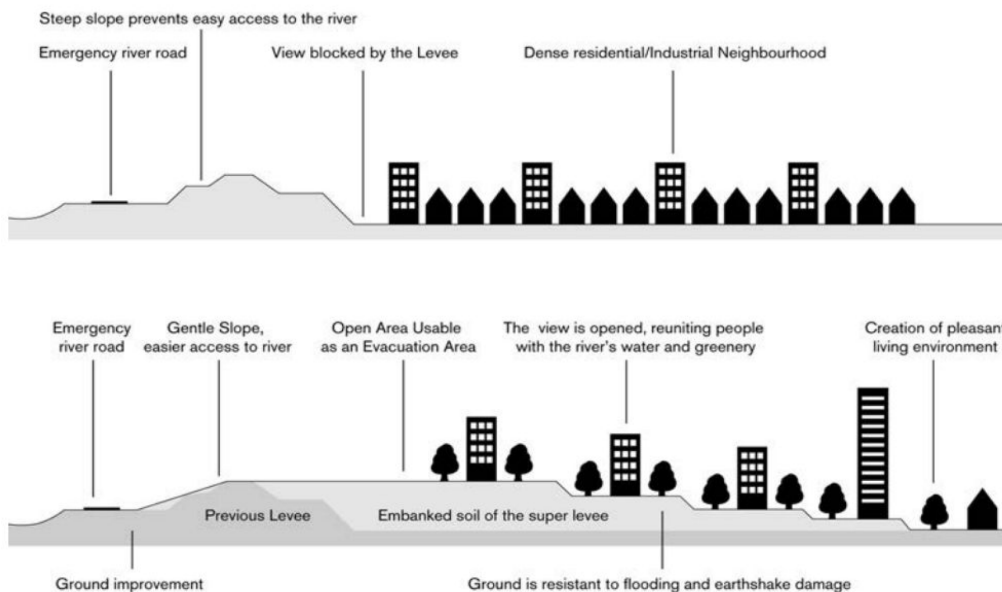 Steep slope prevents easy access to the river
Emergency river road
View blocked by the Levee
Dense residential/Industrial Neighbourhood
Emergency
river road
Gentle Slope,
easier access to river
Open Area Usable
as an Evacuation Area
The view is opened, reuniting people
with the river's water and greenery
Creation of pleasant
living environment
Previous Levee
Embanked soil of the super levee
Ground improvement
Ground is resistant to flooding and earthshake damage